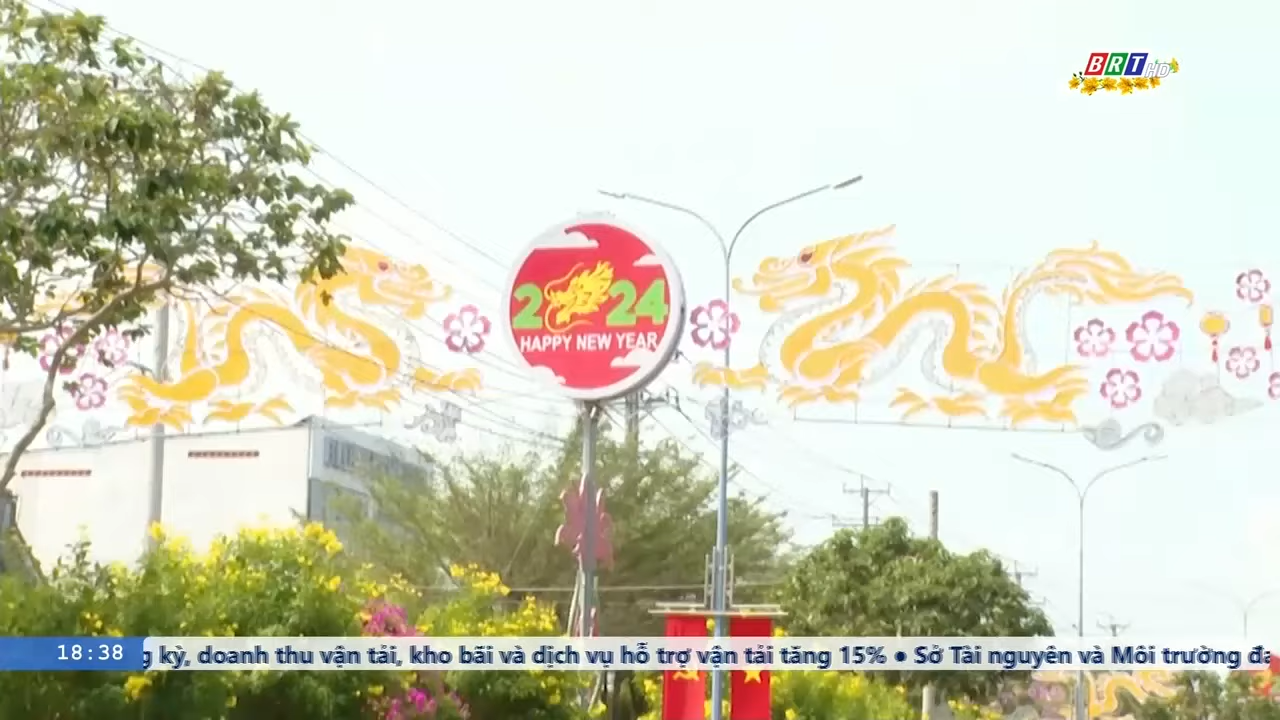 BRT HD
2024
HAPPY NEW YEAR
18:38
kỳ, doanh thu vận tải, kho bãi và dịch vụ hỗ trợ vận tải tăng 15% ● Sở Tài nguyên và Môi trường